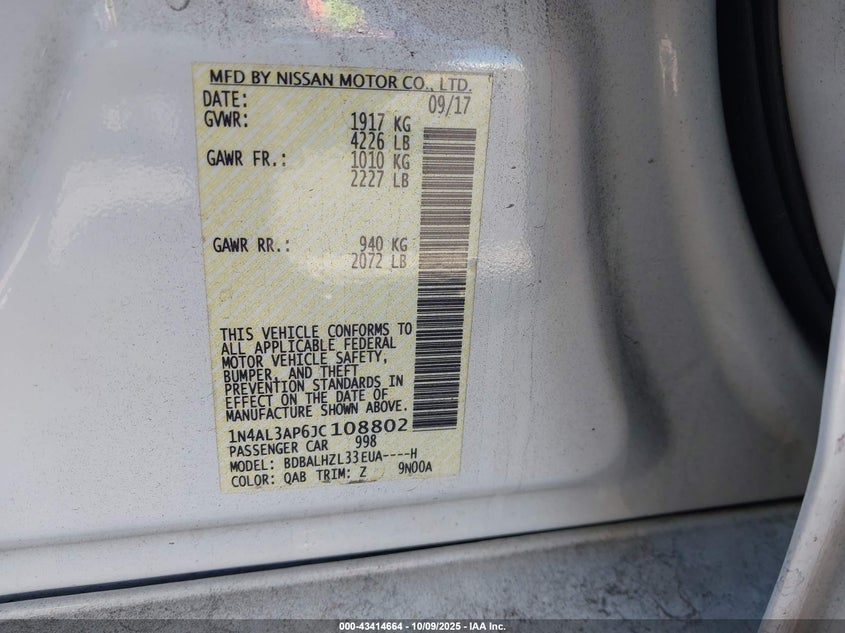 MFD BY NISSAN MOTOR CO., LTD.
DATE: 09/17
GVWR: 1917 KG
4226 LB
GAWR FR.: 1010 KG
2227 LB
GAWR RR.: 940 KG
2072 LB
THIS VEHICLE CONFORMS TO
ALL APPLICABLE FEDERAL
MOTOR VEHICLE SAFETY,
BUMPER, AND THEFT
PREVENTION STANDARDS IN
EFFECT ON THE DATE OF
MANUFACTURE SHOWN ABOVE.
1N4AL3AP6JC108802
PASSENGER CAR 998
MODEL: BDBALHZL33EUA----H
COLOR: QAB TRIM: Z 9N00A
000-43414664 | 10/09/2025 - IAA Inc.